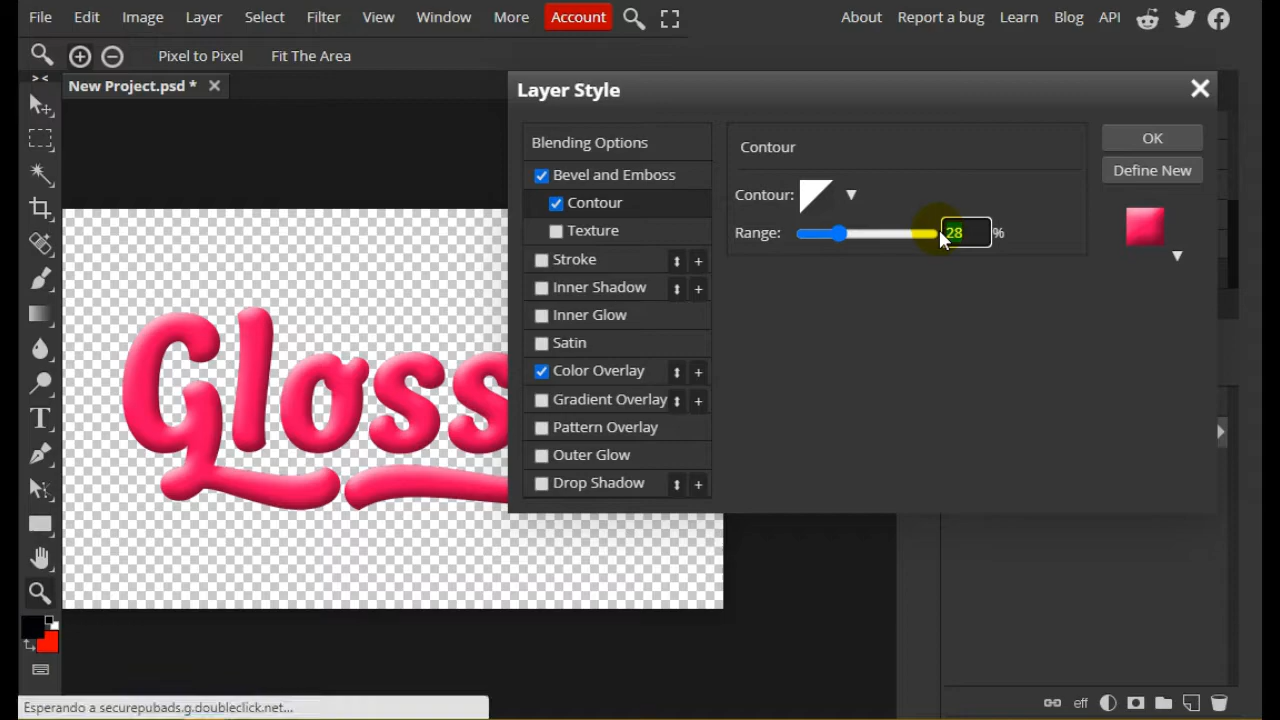 File Edit Image Layer Select Filter View Window More Account About Report a bug Learn Blog API
Pixel to Pixel Fit The Area
New Project.psd *
Layer Style
Blending Options
Bevel and Emboss
Contour
Texture
Stroke
Inner Shadow
Inner Glow
Satin
Color Overlay
Gradient Overlay
Pattern Overlay
Outer Glow
Drop Shadow
Contour
Contour:
Range: 28 %
OK
Define New
Gloss
eff
Esperando a securepubads.g.doubleclick.net...